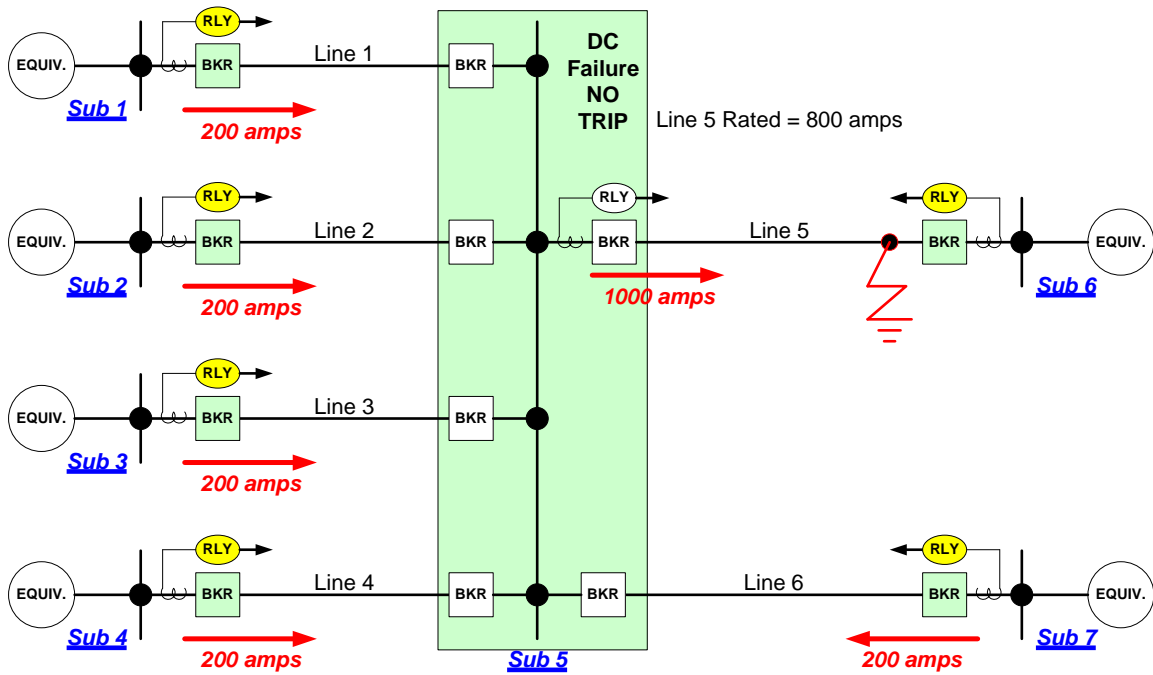 RLY
EQUIV.
BKR
Line 1
BKR
DC
Failure
NO
TRIP
Sub 1
200 amps
Line 5 Rated = 800 amps
RLY
EQUIV.
BKR
Line 2
BKR
RLY
BKR
Line 5
RLY
BKR
EQUIV.
Sub 2
200 amps
1000 amps
Sub 6
RLY
EQUIV.
BKR
Line 3
BKR
Sub 3
200 amps
RLY
EQUIV.
BKR
Line 4
BKR
BKR
Line 6
RLY
BKR
EQUIV.
Sub 4
200 amps
Sub 5
200 amps
Sub 7